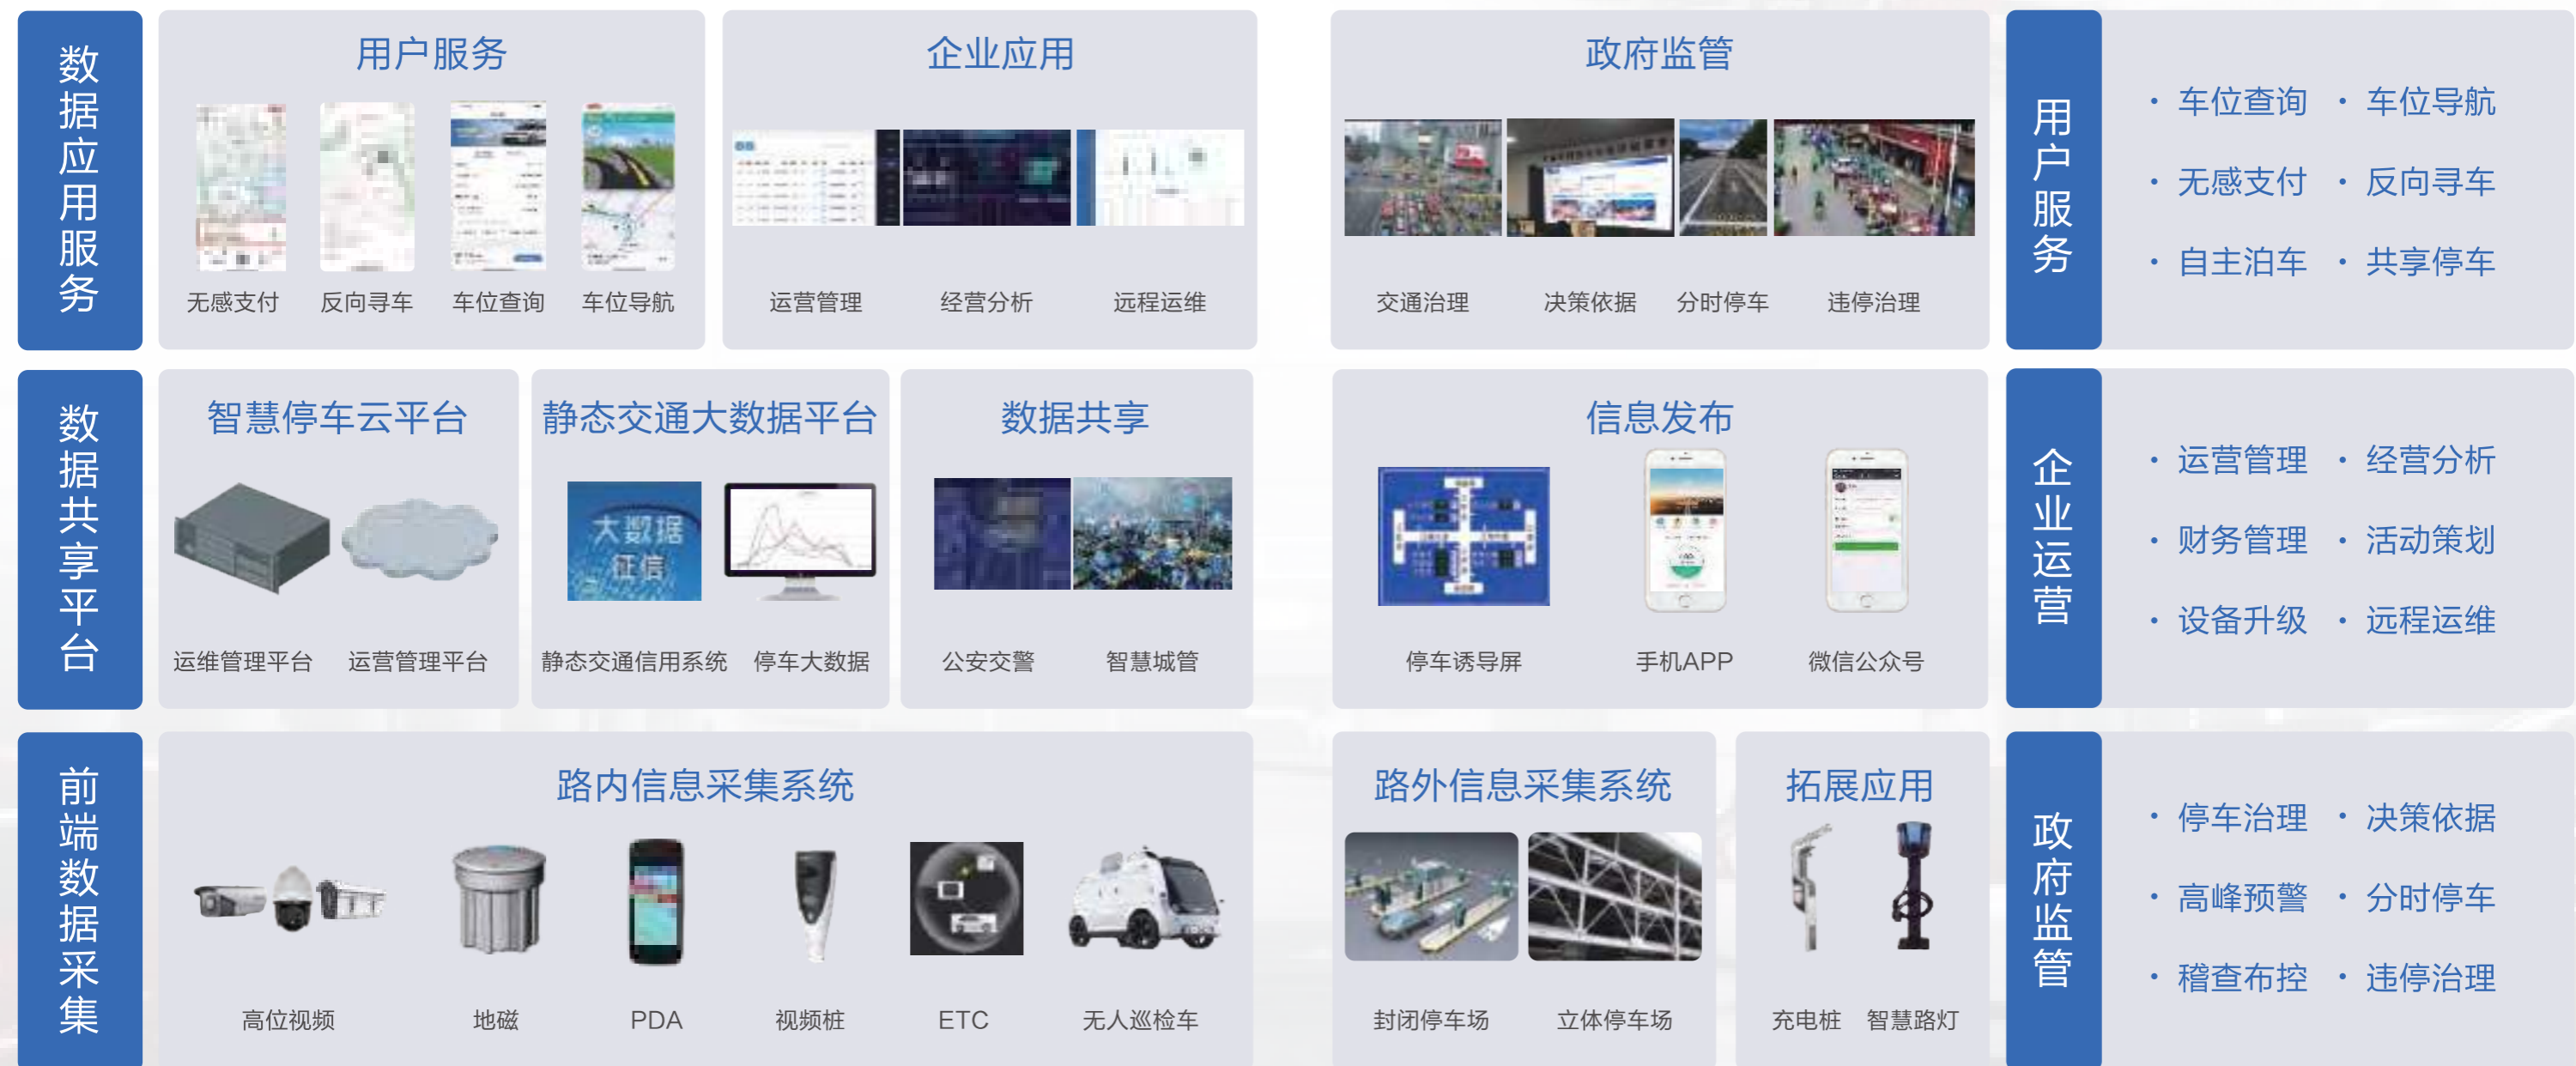 数据应用服务
用户服务
无感支付 反向寻车 车位查询 车位导航
企业应用
运营管理 经营分析 远程运维
政府监管
交通治理 决策依据 分时停车 违停治理
用户服务
· 车位查询 · 车位导航
· 无感支付 · 反向寻车
· 自主泊车 · 共享停车
数据共享平台
智慧停车云平台
运维管理平台 运营管理平台
静态交通大数据平台
大数据
征信
静态交通信用系统 停车大数据
数据共享
公安交警 智慧城管
信息发布
停车诱导屏 手机APP 微信公众号
企业运营
· 运营管理 · 经营分析
· 财务管理 · 活动策划
· 设备升级 · 远程运维
前端数据采集
路内信息采集系统
高位视频 地磁 PDA 视频桩 ETC 无人巡检车
路外信息采集系统
封闭停车场 立体停车场
拓展应用
充电桩 智慧路灯
政府监管
· 停车治理 · 决策依据
· 高峰预警 · 分时停车
· 稽查布控 · 违停治理